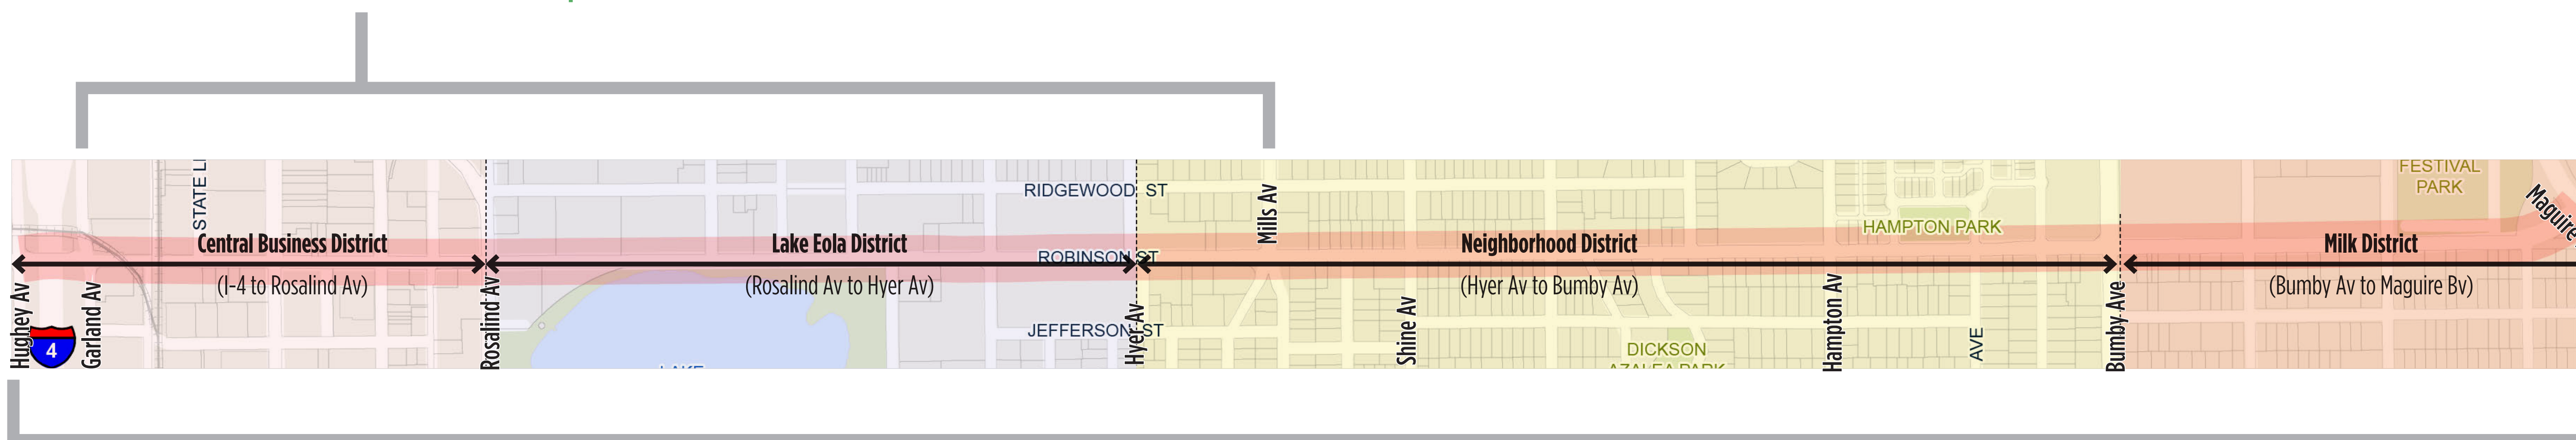 STATE
RIDGEWOOD ST
FESTIVAL
PARK
Mills Av
Maguire
HAMPTON PARK
Central Business District
Lake Eola District
Neighborhood District
Milk District
ROBINSON ST
(I-4 to Rosalind Av)
(Rosalind Av to Hyer Av)
(Hyer Av to Bumby Av)
(Bumby Av to Maguire Bv)
Hughey Av
4
Garland Av
Rosalind Av
JEFFERSON ST
Hyer Av
Shine Av
DICKSON
AZALEA PARK
Hampton Av
AVE
Bumby Ave
LAKE